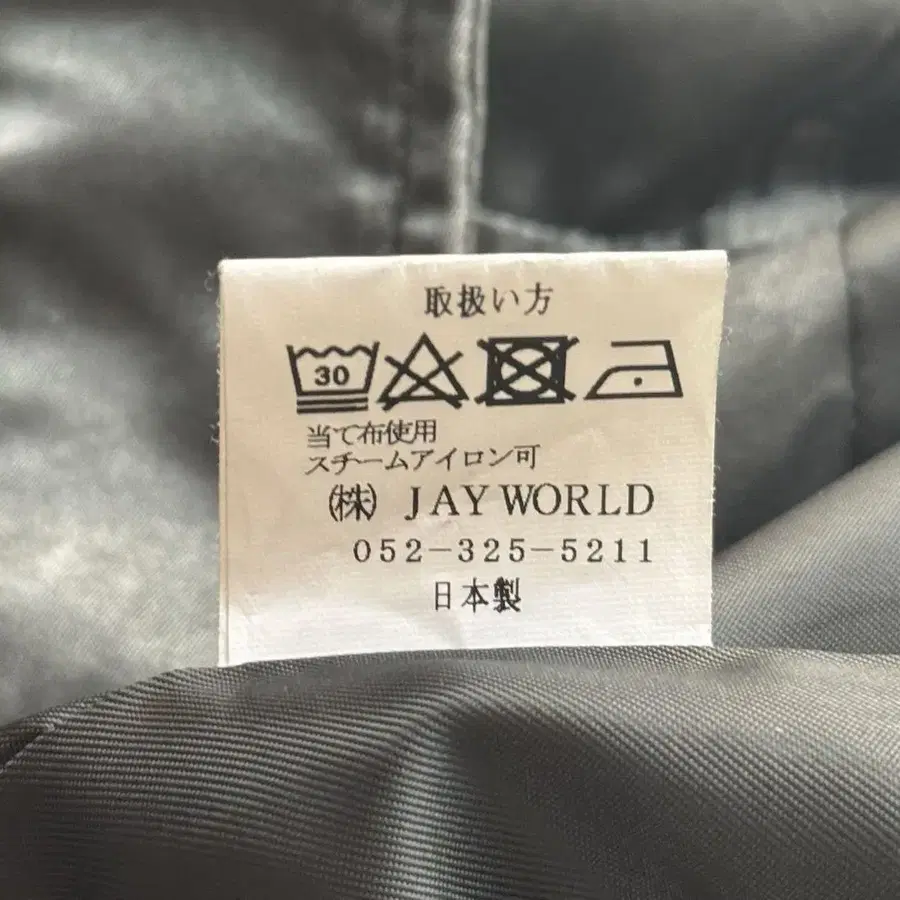 取扱い方
30
当て布使用
スチームアイロン可
㈱ JAY WORLD
052-325-5211
日本製